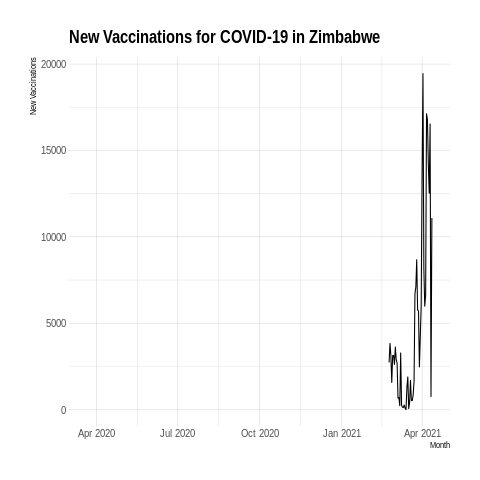 New Vaccinations for COVID-19 in Zimbabwe
New Vaccinations
20000
15000
10000
5000
0
Apr 2020 Jul 2020 Oct 2020 Jan 2021 Apr 2021
Month